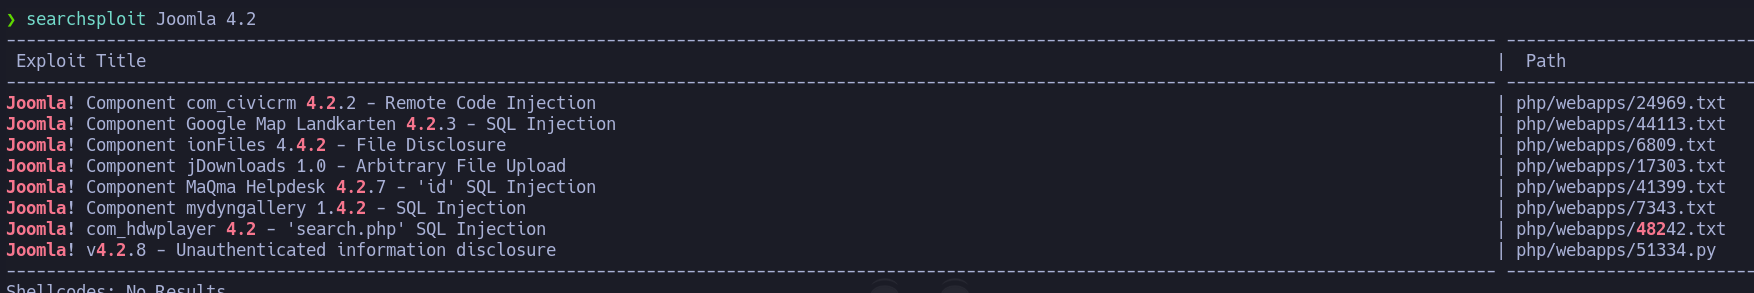 ❯ searchsploit Joomla 4.2
Exploit Title | Path
Joomla! Component com_civicrm 4.2.2 - Remote Code Injection | php/webapps/24969.txt
Joomla! Component Google Map Landkarten 4.2.3 - SQL Injection | php/webapps/44113.txt
Joomla! Component ionFiles 4.4.2 - File Disclosure | php/webapps/6809.txt
Joomla! Component jDownloads 1.0 - Arbitrary File Upload | php/webapps/17303.txt
Joomla! Component MaQma Helpdesk 4.2.7 - 'id' SQL Injection | php/webapps/41399.txt
Joomla! Component mydyngallery 1.4.2 - SQL Injection | php/webapps/7343.txt
Joomla! com_hdwplayer 4.2 - 'search.php' SQL Injection | php/webapps/48242.txt
Joomla! v4.2.8 - Unauthenticated information disclosure | php/webapps/51334.py
Shellcodes: No Results